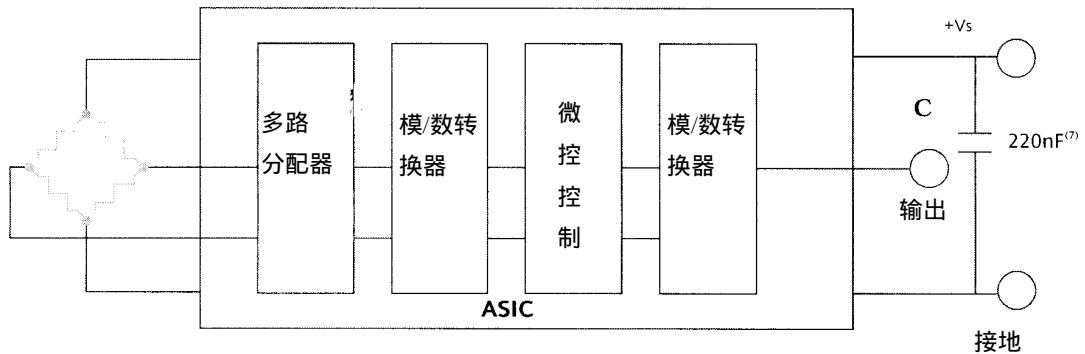 +Vs
多路
分配器
模/数转
换器
微
控
控
制
模/数转
换器
C
220nF⁽⁷⁾
输出
ASIC
接地